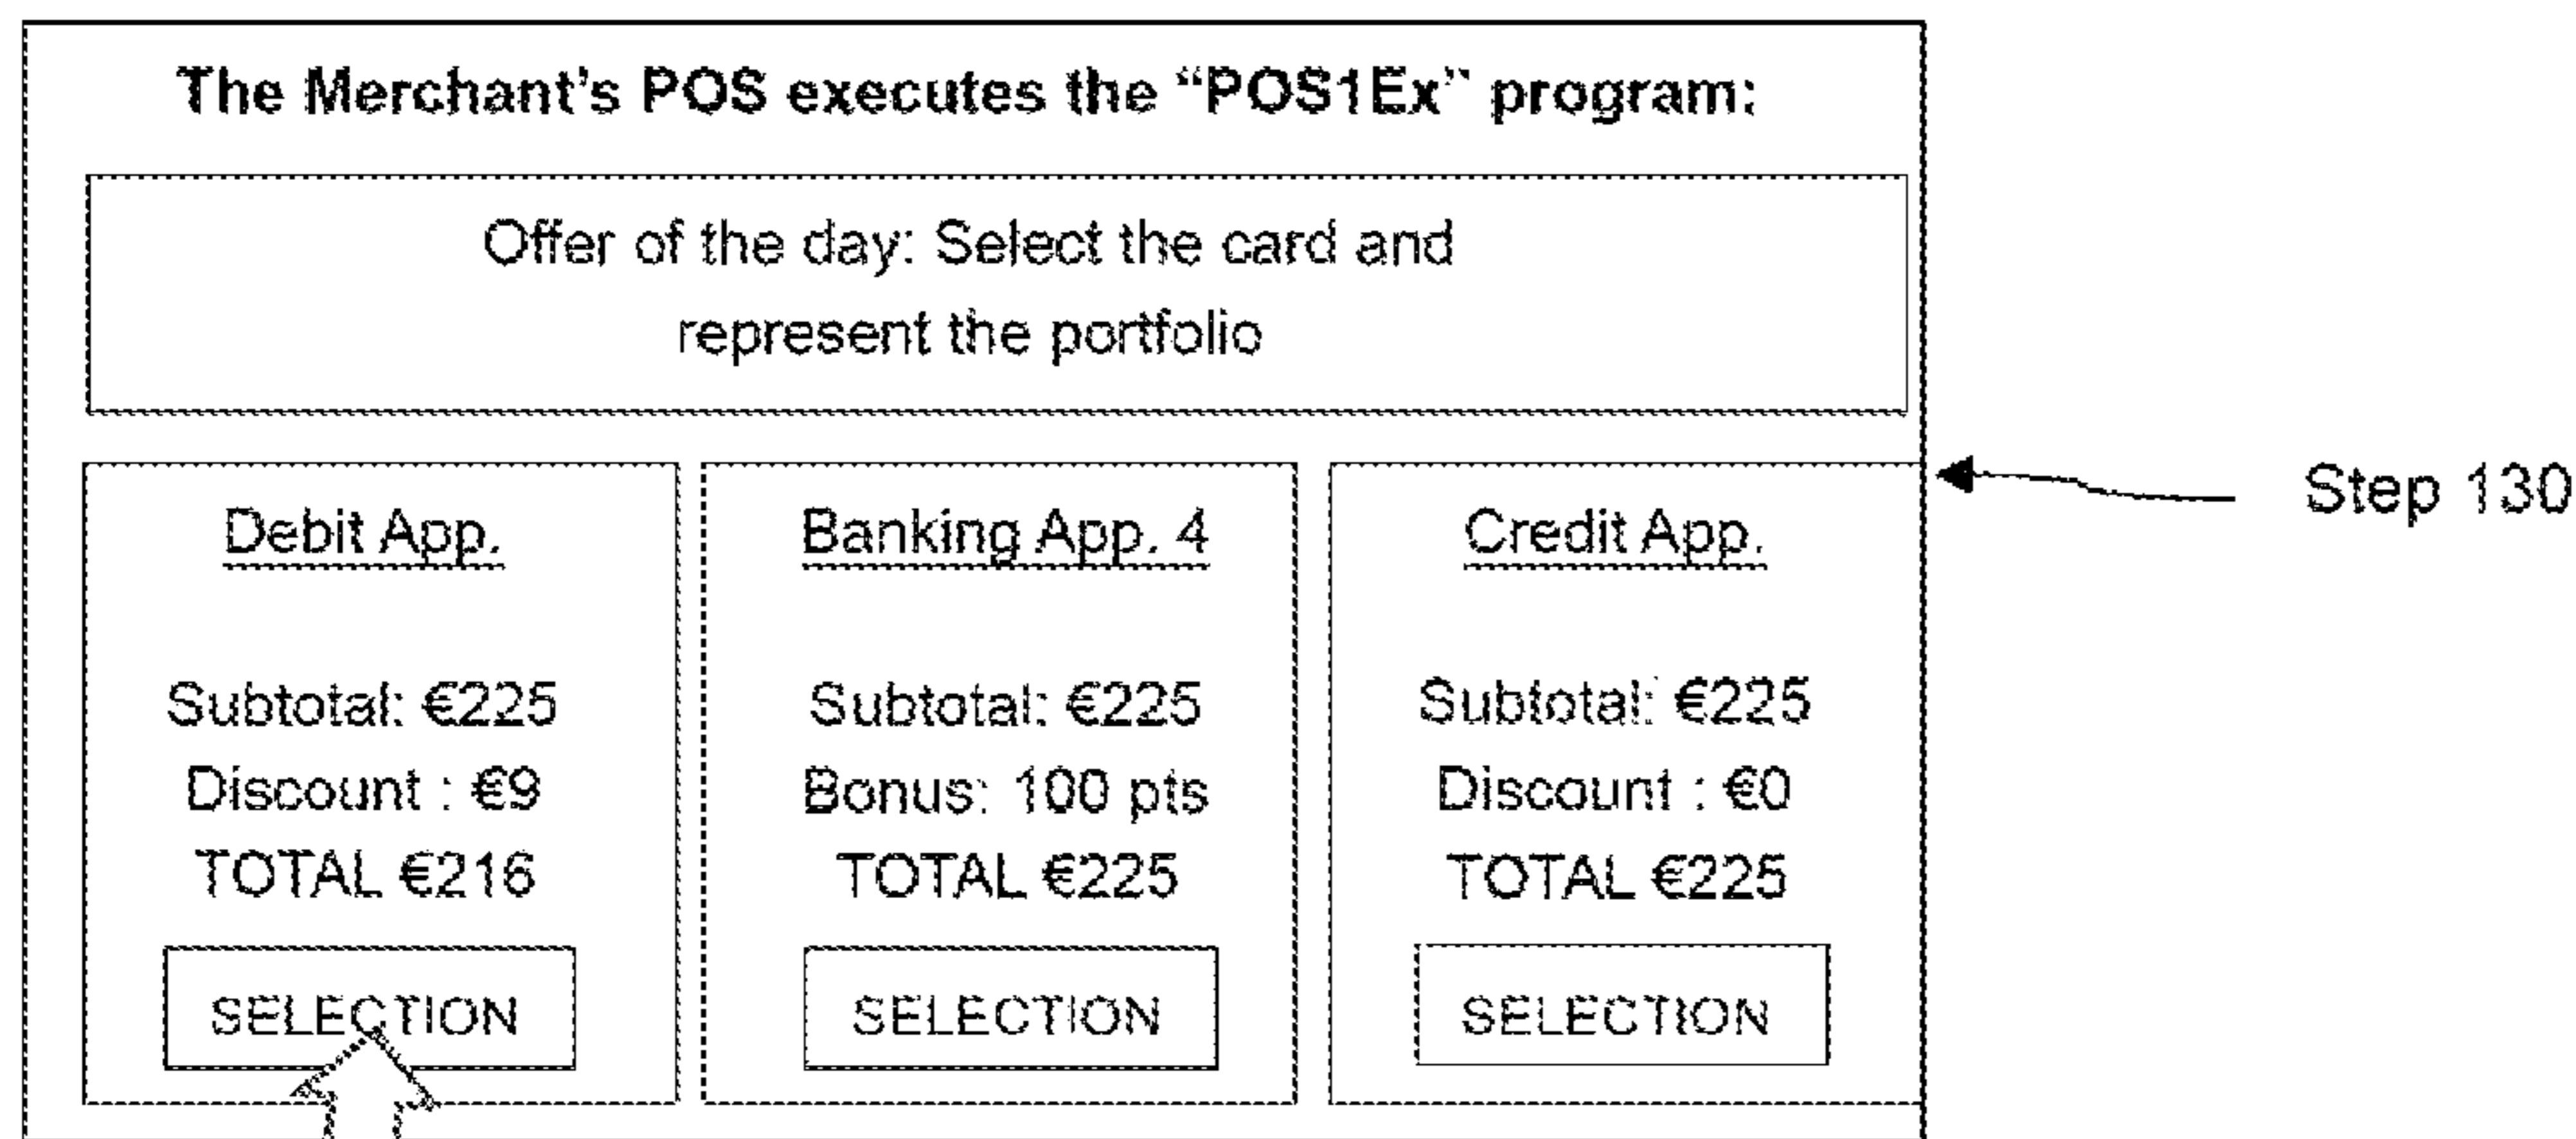 The Merchant's POS executes the “POS1Ex” program:
Offer of the day: Select the card and
represent the portfolio
Step 130
Debit App.
Subtotal: €225
Discount : €9
TOTAL €216
SELECTION
Banking App. 4
Subtotal: €225
Bonus: 100 pts
TOTAL €225
SELECTION
Credit App.
Subtotal: €225
Discount : €0
TOTAL €225
SELECTION